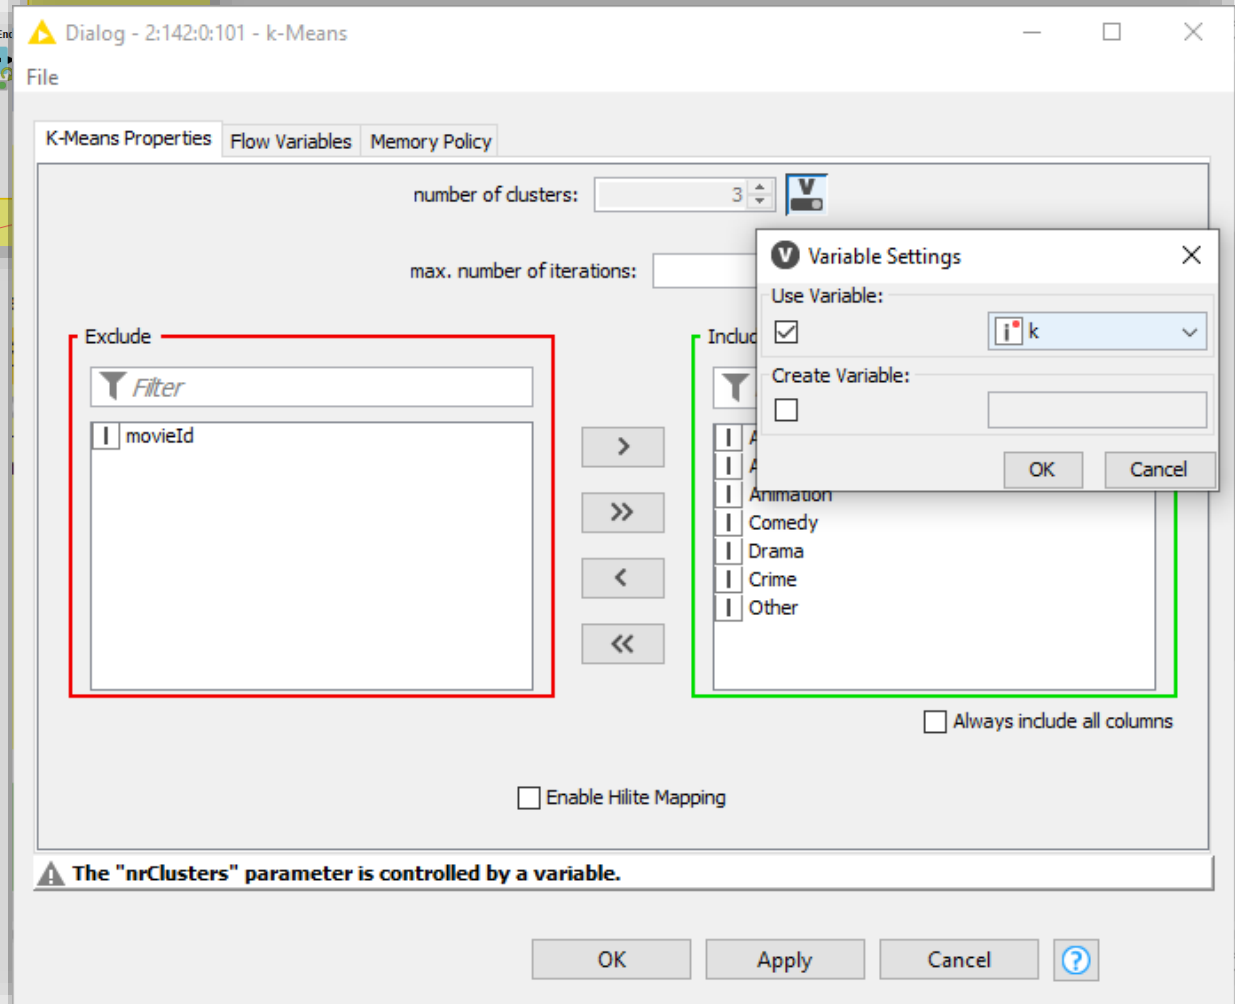 Dialog - 2:142:0:101 - k-Means
File
K-Means Properties
Flow Variables
Memory Policy
number of clusters: 3
V
max. number of iterations:
V Variable Settings
Use Variable:
i k
Create Variable:
OK
Cancel
Exclude
Filter
I movieId
>
>>
<
<<
I
I
I Animation
I Comedy
I Drama
I Crime
I Other
Always include all columns
Enable Hilite Mapping
The "nrClusters" parameter is controlled by a variable.
OK
Apply
Cancel
?